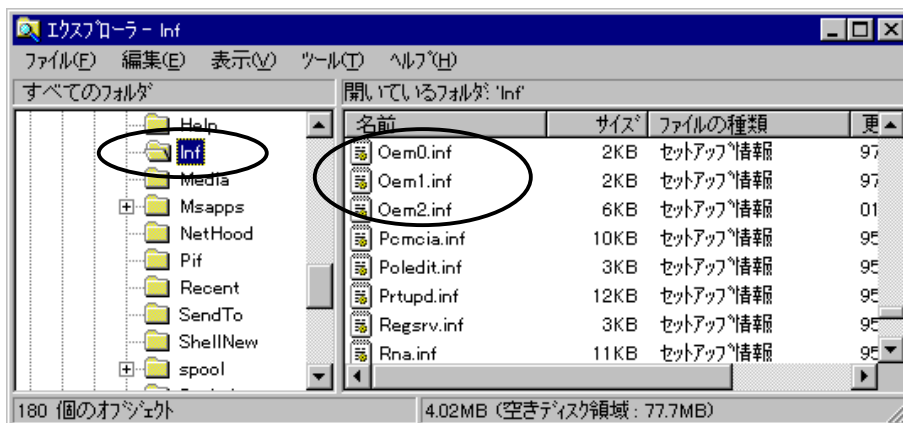 エクスプローラ - Inf
ファイル(F) 編集(E) 表示(V) ツール(T) ヘルプ(H)
すべてのフォルダ
開いているフォルダ: 'Inf'
Help
Inf
Media
Msapps
NetHood
Pif
Recent
SendTo
ShellNew
spool
名前 サイズ ファイルの種類 更
Oem0.inf 2KB セットアップ情報 97
Oem1.inf 2KB セットアップ情報 97
Oem2.inf 6KB セットアップ情報 01
Pcmcia.inf 10KB セットアップ情報 95
Poledit.inf 3KB セットアップ情報 95
Prtupd.inf 12KB セットアップ情報 95
Regsrv.inf 3KB セットアップ情報 95
Rna.inf 11KB セットアップ情報 95
180 個のオブジェクト
4.02MB (空きディスク領域 : 77.7MB)